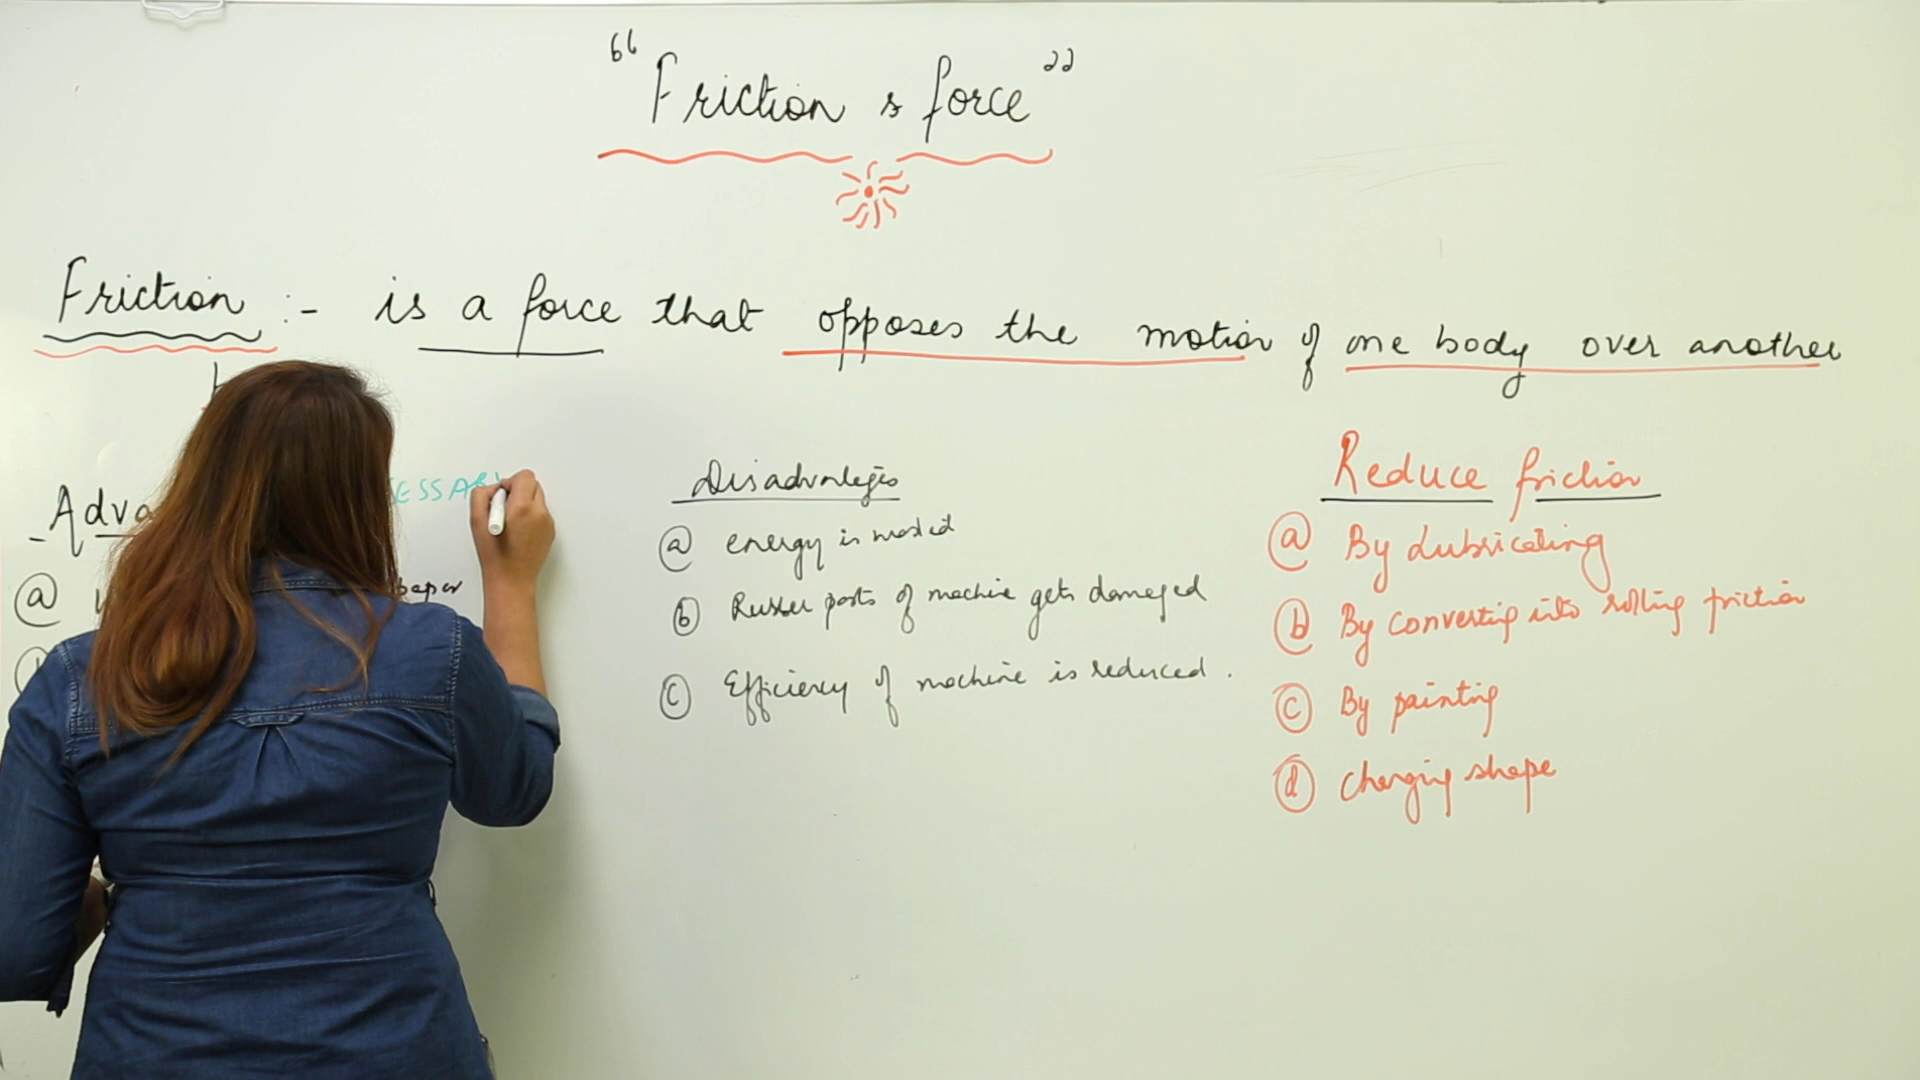 "Friction & force"
Friction :- is a force that opposes the motion of one body over another
Adva
ESSARY
@
paper
Disadvantages
(a) energy is wasted
(b) parts of machine gets damaged
(c) Efficiency of machine is reduced.
Reduce friction
(a) By Lubricating
(b) By converting into rolling friction
(c) By painting
(d) Changing shape